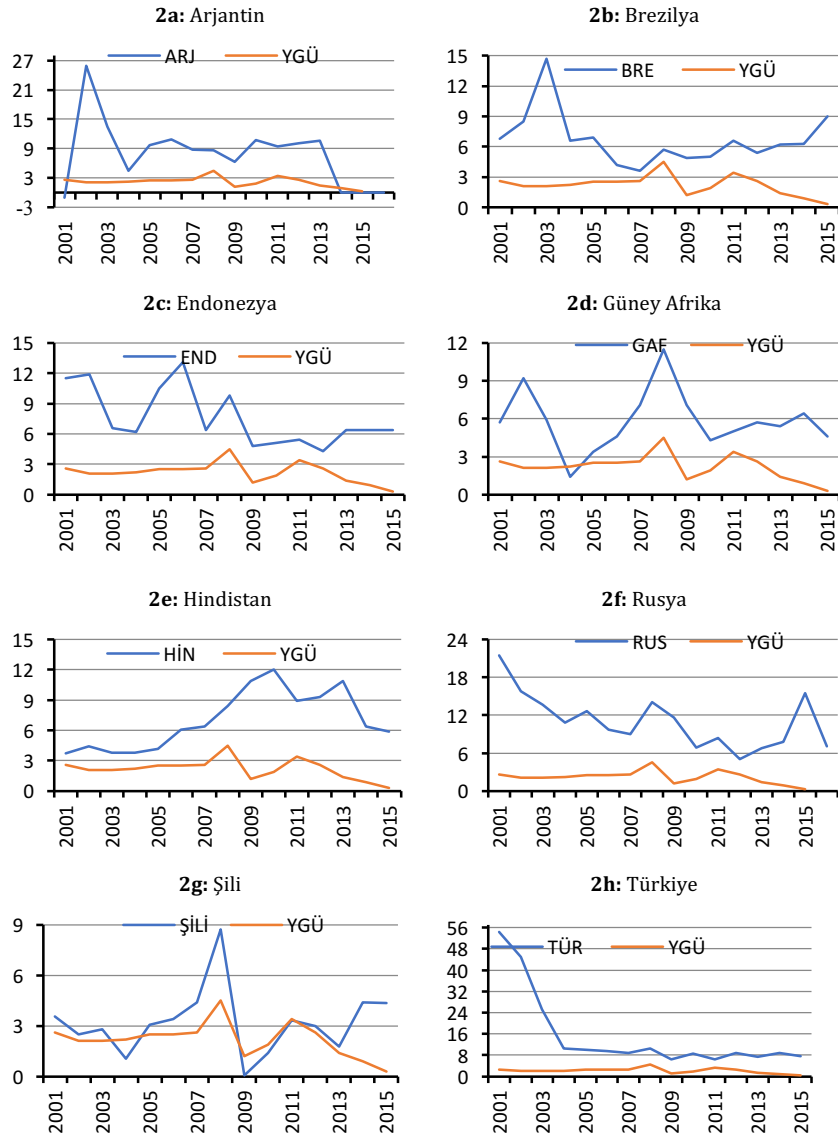 2a: Arjantin
ARJ YGÜ
27
21
15
9
3
-3
2001 2003 2005 2007 2009 2011 2013 2015
2b: Brezilya
BRE YGÜ
15
12
9
6
3
0
2001 2003 2005 2007 2009 2011 2013 2015
2c: Endonezya
END YGÜ
15
12
9
6
3
0
2001 2003 2005 2007 2009 2011 2013 2015
2d: Güney Afrika
GAF YGÜ
12
9
6
3
0
2001 2003 2005 2007 2009 2011 2013 2015
2e: Hindistan
HİN YGÜ
15
12
9
6
3
0
2001 2003 2005 2007 2009 2011 2013 2015
2f: Rusya
RUS YGÜ
24
18
12
6
0
2001 2003 2005 2007 2009 2011 2013 2015
2g: Şili
ŞİLİ YGÜ
9
6
3
0
2001 2003 2005 2007 2009 2011 2013 2015
2h: Türkiye
TÜR YGÜ
56
48
40
32
24
16
8
0
2001 2003 2005 2007 2009 2011 2013 2015